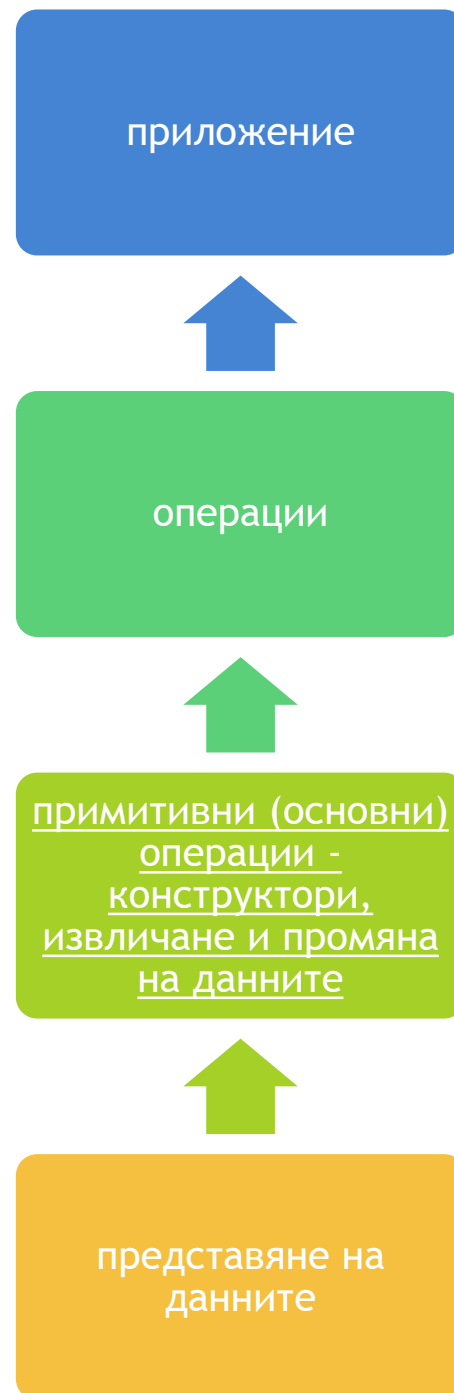 приложение
операции
примитивни (основни)
операции -
конструктори,
извличане и промяна
на данните
представяне на
данните